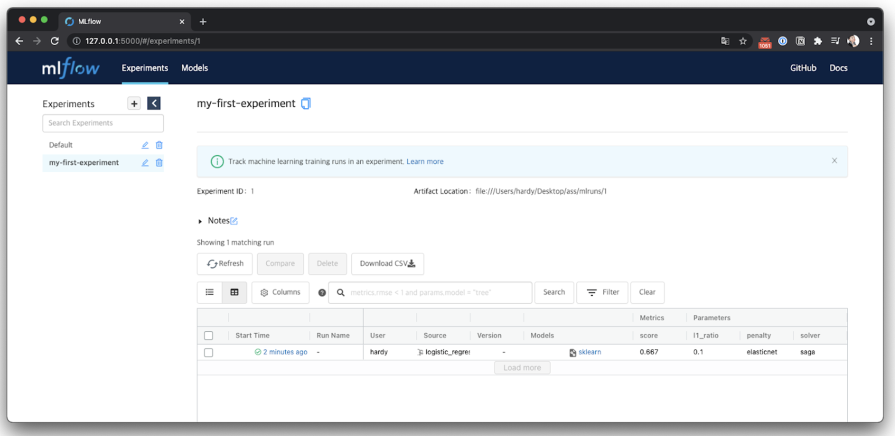 MLflow
127.0.0.1:5000/#/experiments/1
1051
mlflow Experiments Models GitHub Docs
Experiments
Search Experiments
Default
my-first-experiment
my-first-experiment
Track machine learning training runs in an experiment. Learn more
Experiment ID: 1 Artifact Location: file:///Users/hardy/Desktop/ass/mlruns/1
Notes
Showing 1 matching run
Refresh Compare Delete Download CSV
Columns metrics.rmse < 1 and params.model = "tree" Search Filter Clear
Metrics Parameters
Start Time Run Name User Source Version Models score l1_ratio penalty solver
2 minutes ago - hardy logistic_regres - sklearn 0.667 0.1 elasticnet saga
Load more